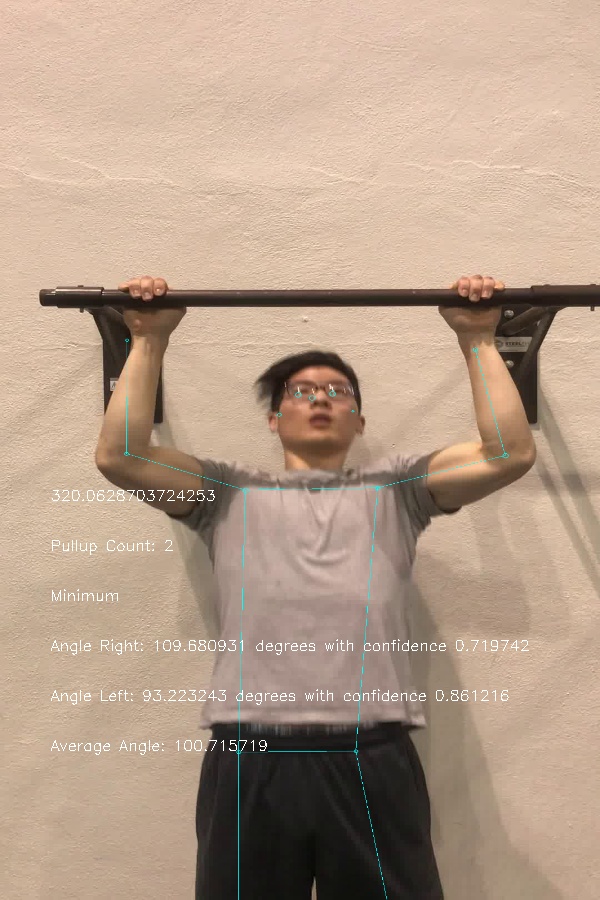 320.0628703724253
Pullup Count: 2
Minimum
Angle Right: 109.680931 degrees with confidence 0.719742
Angle Left: 93.223243 degrees with confidence 0.861216
Average Angle: 100.715719